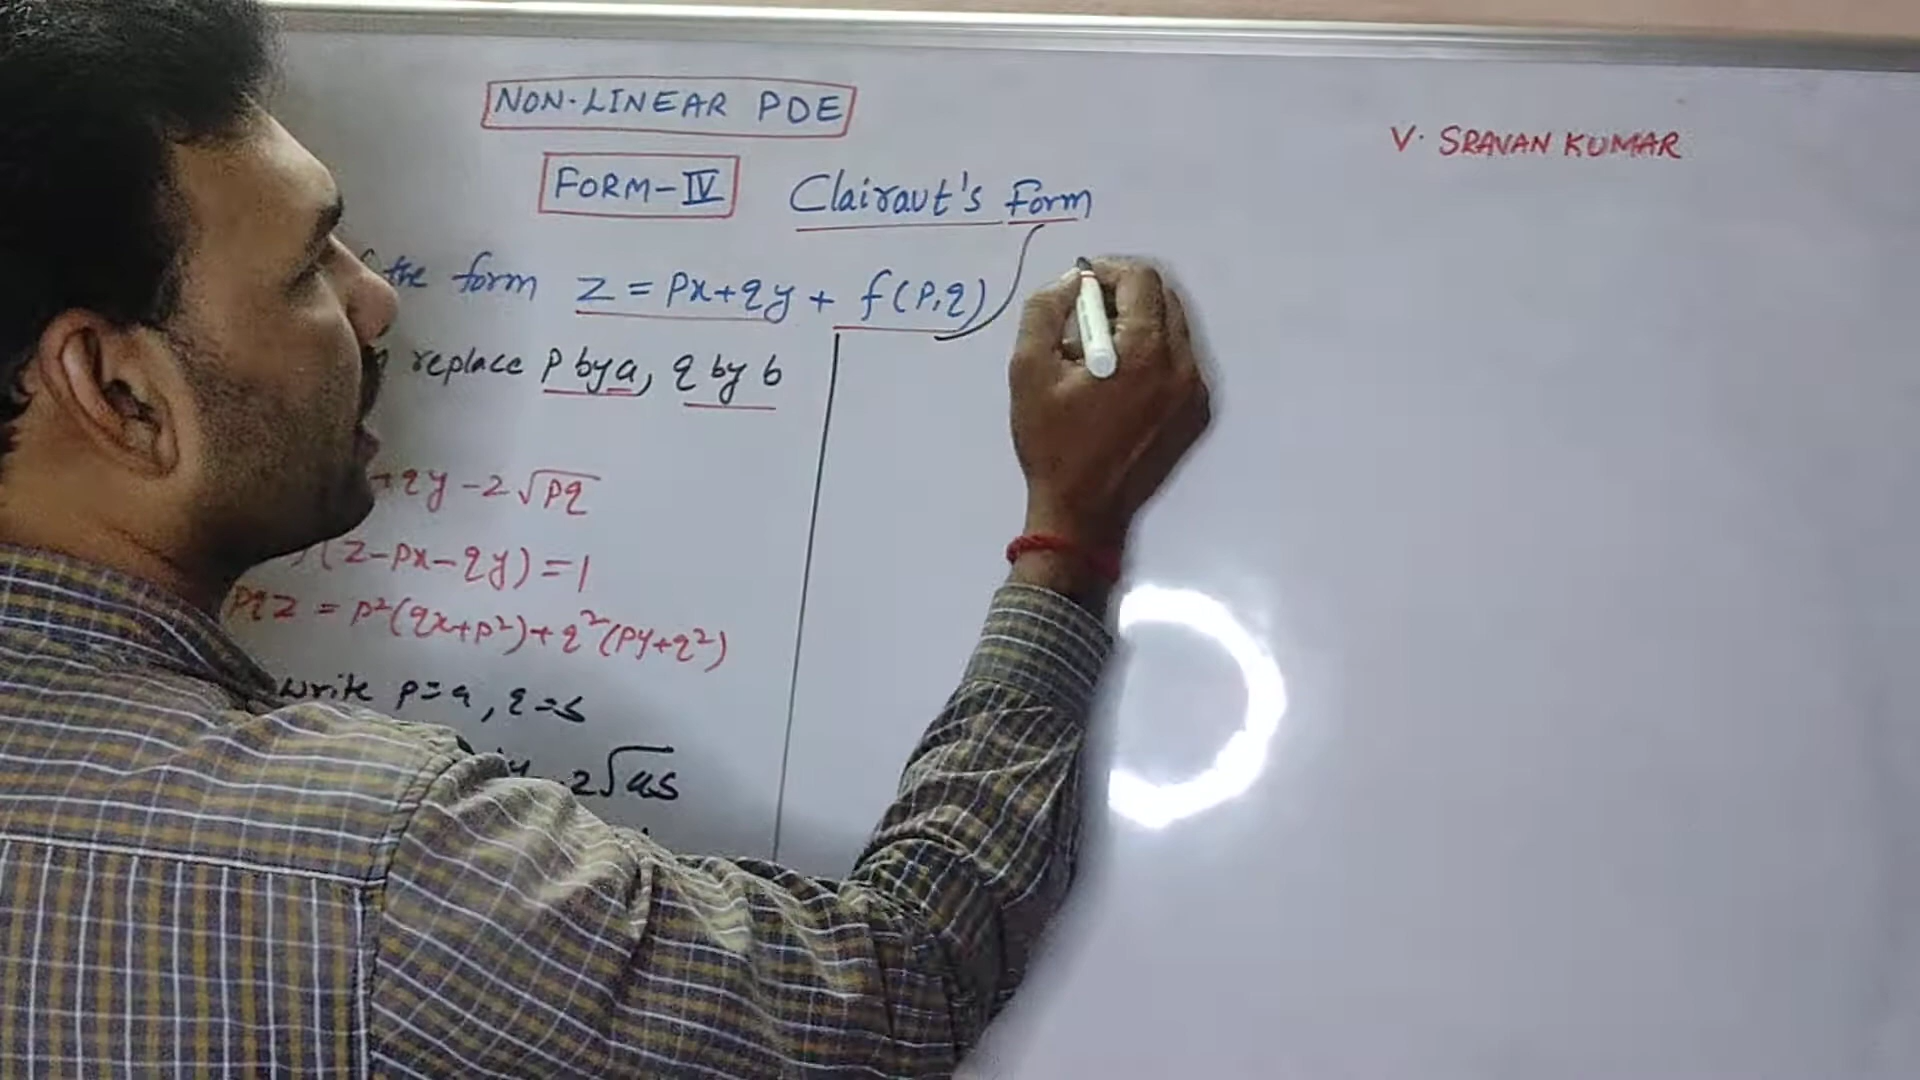 NON-LINEAR PDE
V. SRAVAN KUMAR
FORM-IV Clairaut's Form
the form z = px+qy + f(p,q)
replace p by a, q by b
+qy-2√pq
(z-px-qy)=1
pqz = p²(qx+p²)+q²(py+q²)
write p=a, q=b
2√ab